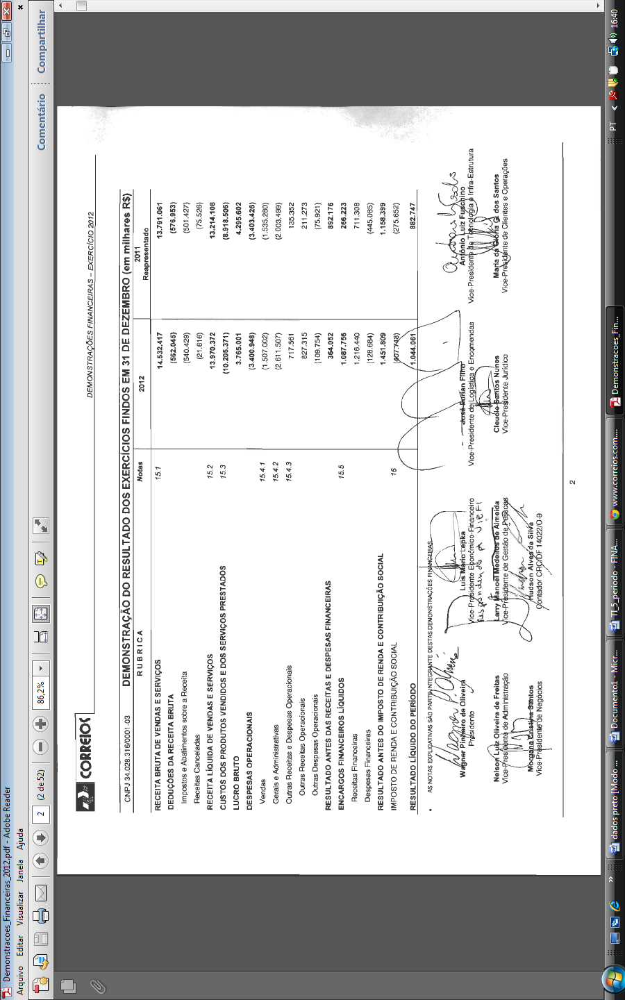 Demonstracoes_Financeiras_2012.pdf - Adobe Reader
Arquivo Editar Visualizar Janela Ajuda
2 (2 de 52) 86,2% Comentário Compartilhar
CORREIOS
DEMONSTRAÇÕES FINANCEIRAS – EXERCÍCIO 2012
CNPJ 34.028.316/0001-03 DEMONSTRAÇÃO DO RESULTADO DOS EXERCÍCIOS FINDOS EM 31 DE DEZEMBRO (em milhares R$)
RUBRICA Notas 2012 2011 Reapresentado
RECEITA BRUTA DE VENDAS E SERVIÇOS 15.1 14.532.417 13.791.061
DEDUÇÕES DA RECEITA BRUTA (562.045) (576.953)
Impostos e Abatimentos sobre a Receita (540.429) (501.427)
Receitas Canceladas (21.616) (75.526)
RECEITA LÍQUIDA DE VENDAS E SERVIÇOS 15.2 13.970.372 13.214.108
CUSTOS DOS PRODUTOS VENDIDOS E DOS SERVIÇOS PRESTADOS 15.3 (10.205.371) (8.918.506)
LUCRO BRUTO 3.765.001 4.295.602
DESPESAS OPERACIONAIS (3.400.948) (3.403.426)
Vendas 15.4.1 (1.507.002) (1.535.280)
Gerais e Administrativas 15.4.2 (2.611.507) (2.003.499)
Outras Receitas e Despesas Operacionais 15.4.3 717.561 135.352
Outras Receitas Operacionais 827.315 211.273
Outras Despesas Operacionais (109.754) (75.921)
RESULTADO ANTES DAS RECEITAS E DESPESAS FINANCEIRAS 364.052 892.176
ENCARGOS FINANCEIROS LÍQUIDOS 15.5 1.087.756 266.223
Receitas Financeiras 1.216.440 711.308
Despesas Financeiras (128.684) (445.085)
RESULTADO ANTES DO IMPOSTO DE RENDA E CONTRIBUIÇÃO SOCIAL 1.451.809 1.158.399
IMPOSTO DE RENDA E CONTRIBUIÇÃO SOCIAL 16 (407.748) (275.652)
RESULTADO LÍQUIDO DO PERÍODO 1.044.061 882.747
• AS NOTAS EXPLICATIVAS SÃO PARTE INTEGRANTE DESTAS DEMONSTRAÇÕES FINANCEIRAS.
Wagner Pinheiro de Oliveira
Presidente
Luis Mario Lepka
Vice-Presidente Econômico-Financeiro
respondendo p/ VIEFI
José Furian Filho
Vice-Presidente de Logística e Encomendas
Antônio Luiz Fuschino
Vice-Presidente de Tecnologia e Infra-Estrutura
Nelson Luiz Oliveira de Freitas
Vice-Presidente de Administração
Larry Manoel Medeiros de Almeida
Vice-Presidente de Gestão de Pessoas
Cleucio Santos Nunes
Vice-Presidente Jurídico
Maria da Glória G. dos Santos
Vice-Presidente de Clientes e Operações
Morgana Cristina Santos
Vice-Presidente de Negócios
Hudson Alves da Silva
Contador CRC/DF 14022/O-9
2
dados preto [Modo ... Documento1 - Micr... TI_5_periodo - FINA... www.correios.com.... Demonstracoes_Fin... PT 16:40